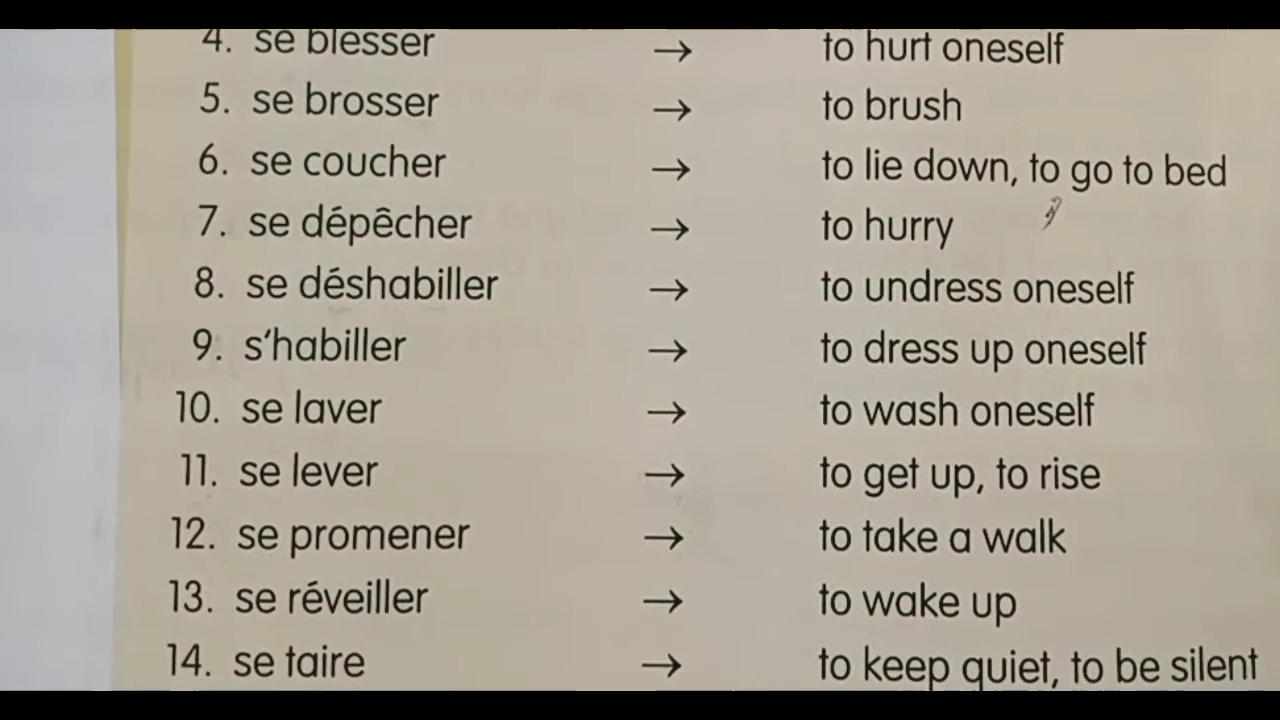 4. se blesser → to hurt oneself
5. se brosser → to brush
6. se coucher → to lie down, to go to bed
7. se dépêcher → to hurry
8. se déshabiller → to undress oneself
9. s'habiller → to dress up oneself
10. se laver → to wash oneself
11. se lever → to get up, to rise
12. se promener → to take a walk
13. se réveiller → to wake up
14. se taire → to keep quiet, to be silent